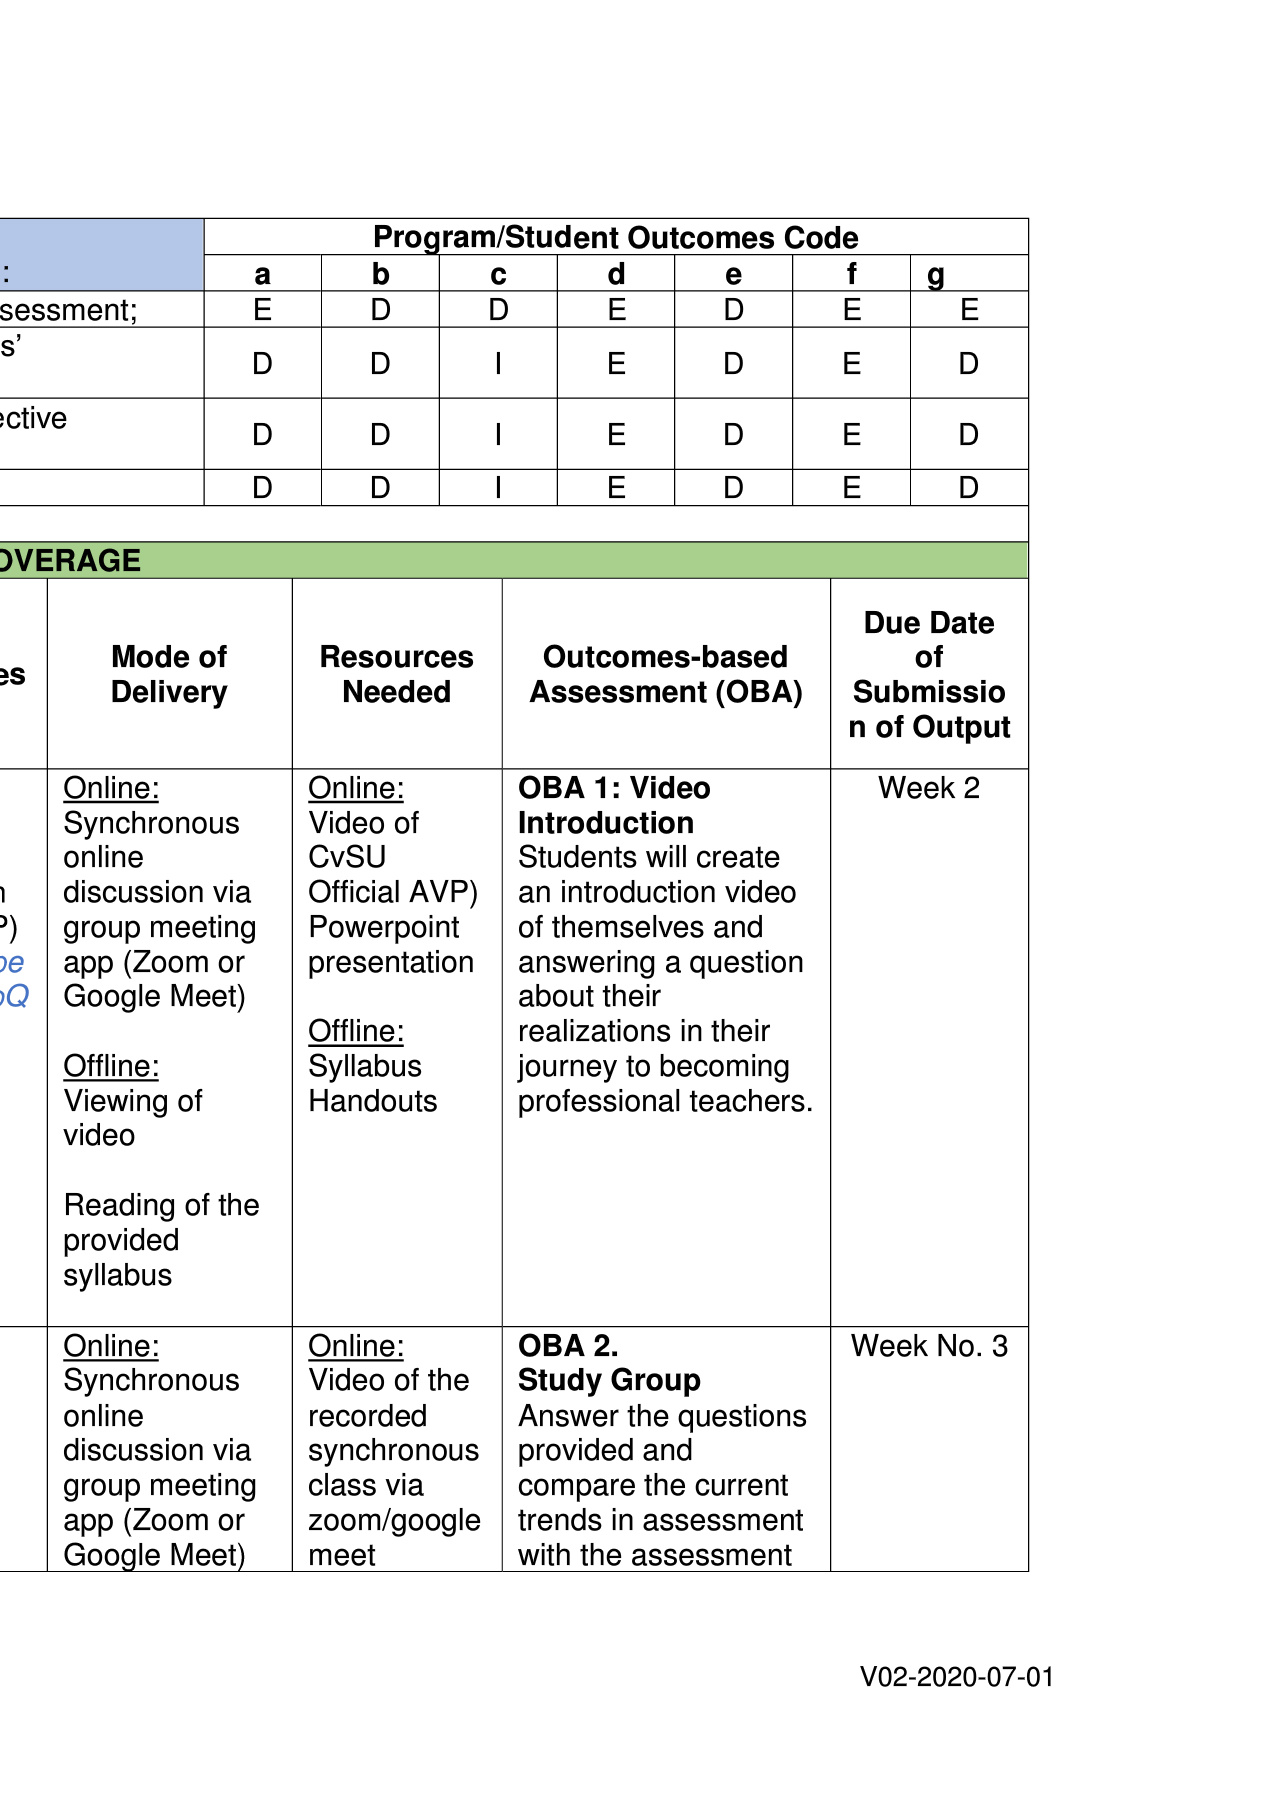 Program/Student Outcomes Code
:
a b c d e f g
ssessment; E D D E D E E
s’
D D I E D E D
ective
D D I E D E D
D D I E D E D
OVERAGE
es
Mode of
Delivery
Resources
Needed
Outcomes-based
Assessment (OBA)
Due Date
of
Submissio
n of Output
n
P)
be
oQ
Online:
Synchronous
online
discussion via
group meeting
app (Zoom or
Google Meet)
Offline:
Viewing of
video
Reading of the
provided
syllabus
Online:
Video of
CvSU
Official AVP)
Powerpoint
presentation
Offline:
Syllabus
Handouts
OBA 1: Video
Introduction
Students will create
an introduction video
of themselves and
answering a question
about their
realizations in their
journey to becoming
professional teachers.
Week 2
Online:
Synchronous
online
discussion via
group meeting
app (Zoom or
Google Meet)
Online:
Video of the
recorded
synchronous
class via
zoom/google
meet
OBA 2.
Study Group
Answer the questions
provided and
compare the current
trends in assessment
with the assessment
Week No. 3
V02-2020-07-01